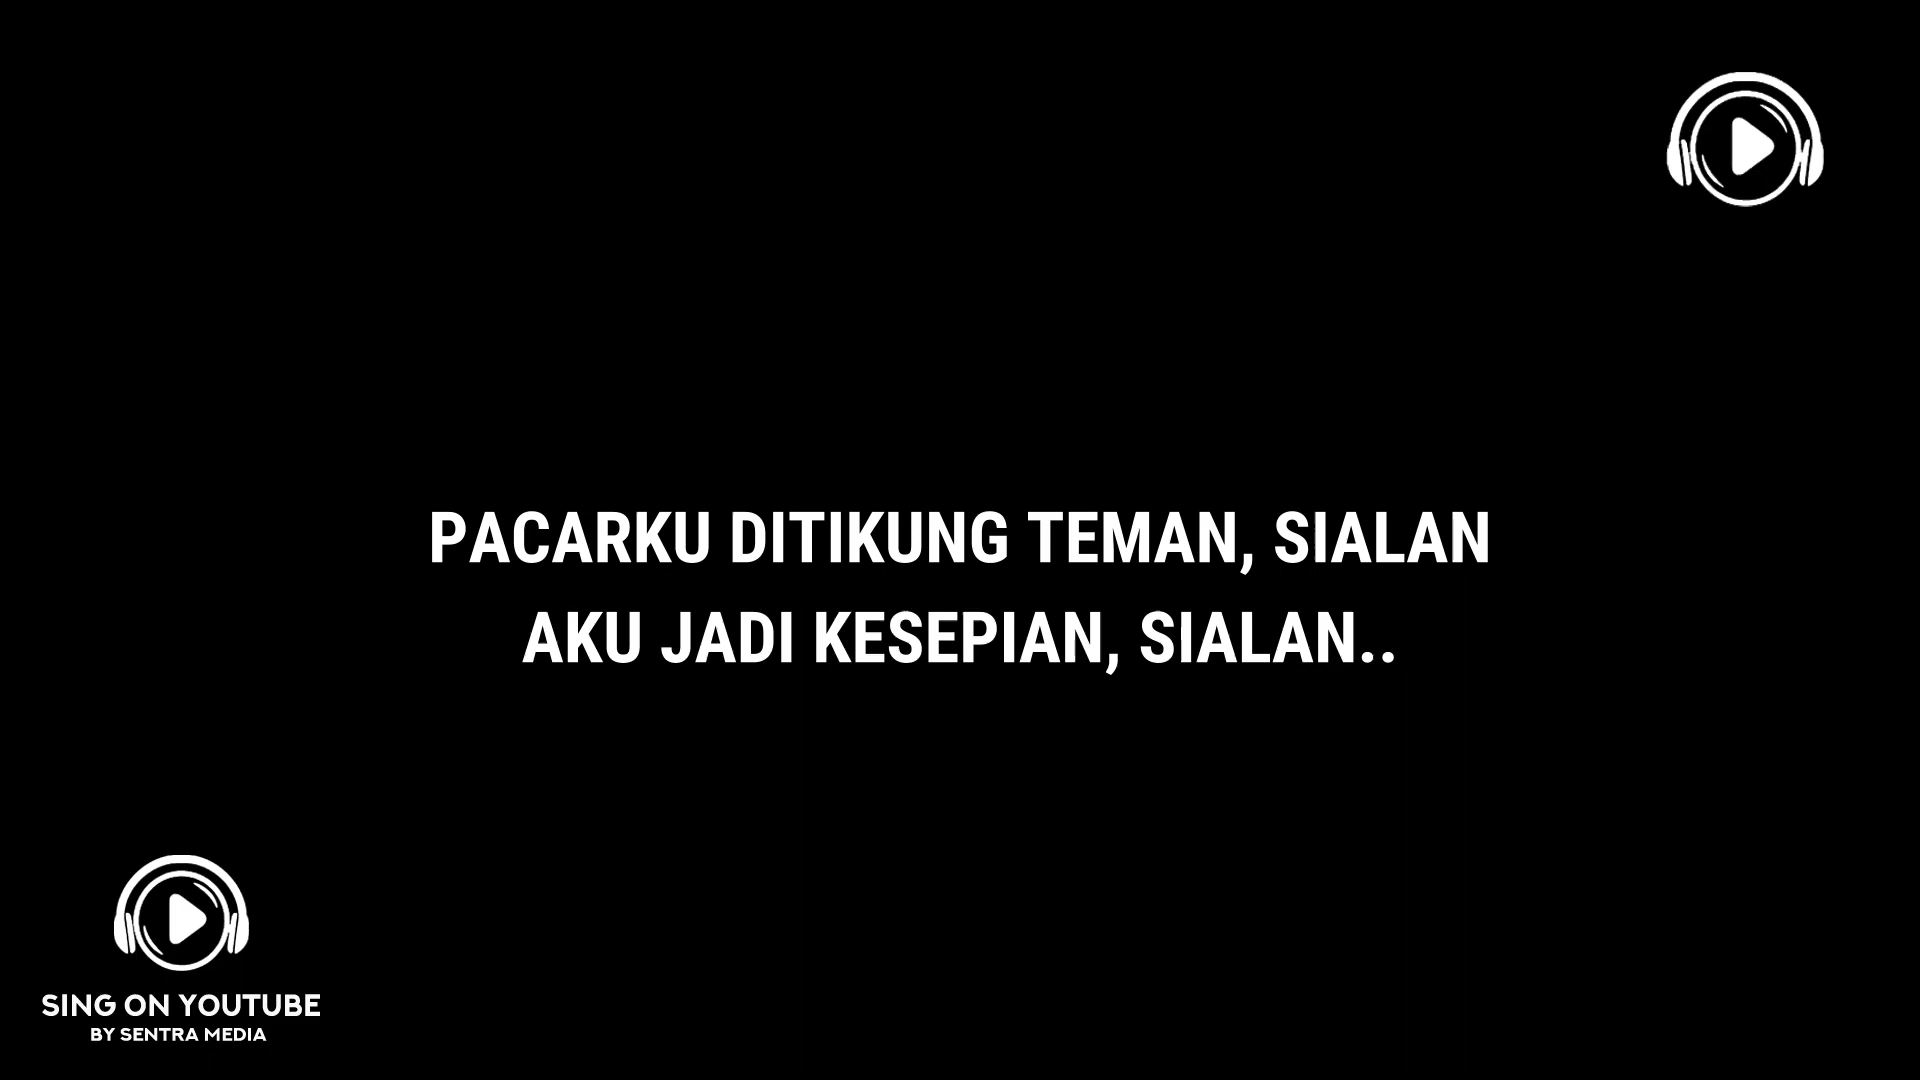 PACARKU DITIKUNG TEMAN, SIALAN
AKU JADI KESEPIAN, SIALAN..
SING ON YOUTUBE
BY SENTRA MEDIA